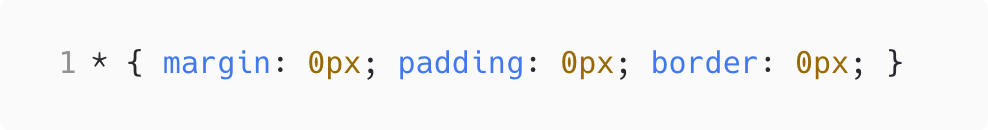 1 * { margin: 0px; padding: 0px; border: 0px; }